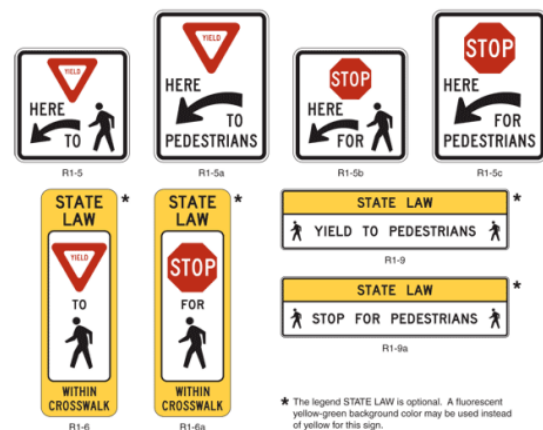 YIELD
HERE
TO
R1-5
YIELD
HERE
TO
PEDESTRIANS
R1-5a
STOP
HERE
FOR
R1-5b
STOP
HERE
FOR
PEDESTRIANS
R1-5c
STATE
LAW
*
YIELD
TO
WITHIN
CROSSWALK
R1-6
STATE
LAW
*
STOP
FOR
WITHIN
CROSSWALK
R1-6a
STATE LAW
*
YIELD TO PEDESTRIANS
R1-9
STATE LAW
*
STOP FOR PEDESTRIANS
R1-9a
* The legend STATE LAW is optional. A fluorescent
yellow-green background color may be used instead
of yellow for this sign.